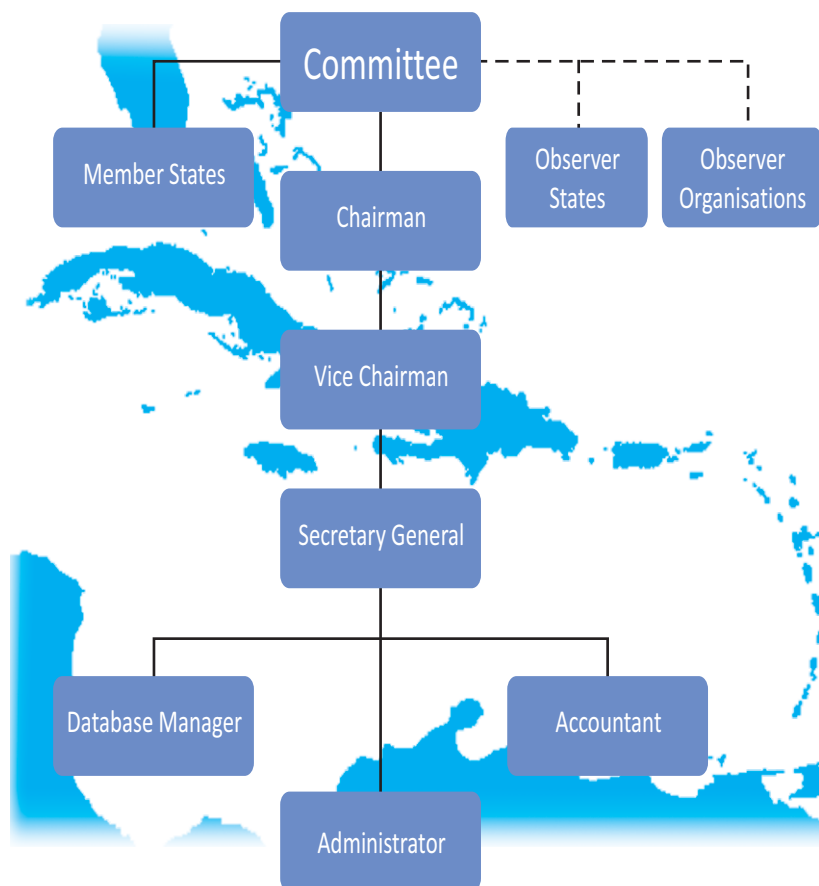 Committee
Member States
Observer
States
Observer
Organisations
Chairman
Vice Chairman
Secretary General
Database Manager
Accountant
Administrator